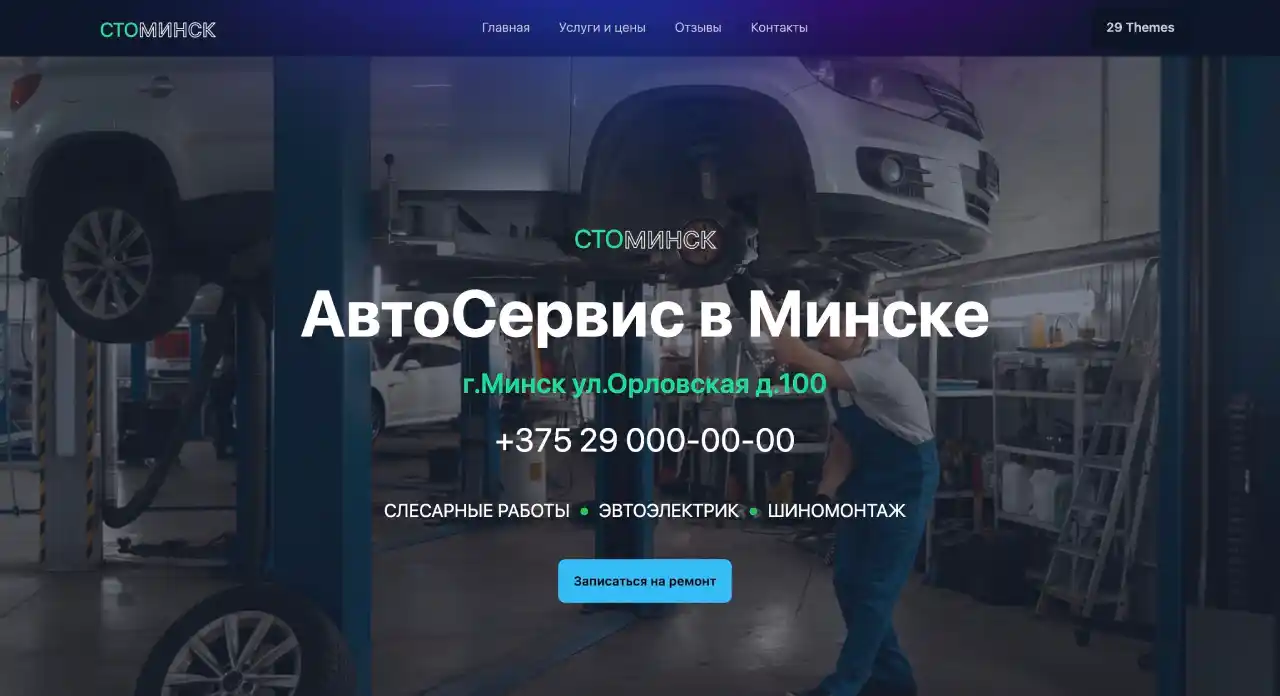 СТОМИНСК
Главная Услуги и цены Отзывы Контакты
29 Themes
СТОМИНСК
АвтоСервис в Минске
г.Минск ул.Орловская д.100
+375 29 000-00-00
СЛЕСАРНЫЕ РАБОТЫ • ЭВТОЭЛЕКТРИК • ШИНОМОНТАЖ
Записаться на ремонт